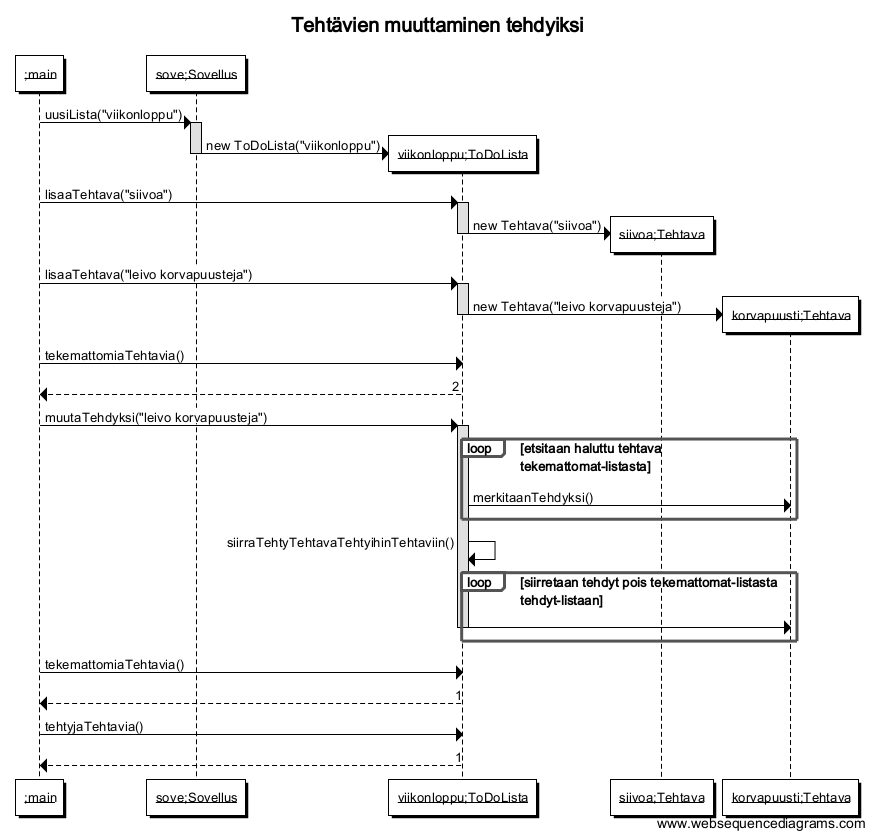 Tehtävien muuttaminen tehdyiksi
;main
sove;Sovellus
uusiLista("viikonloppu")
new ToDoLista("viikonloppu")
viikonloppu;ToDoLista
lisaaTehtava("siivoa")
new Tehtava("siivoa")
siivoa;Tehtava
lisaaTehtava("leivo korvapuusteja")
new Tehtava("leivo korvapuusteja")
korvapuusti;Tehtava
tekemattomiaTehtavia()
2
muutaTehdyksi("leivo korvapuusteja")
loop
[etsitaan haluttu tehtava
tekemattomat-listasta]
merkitaanTehdyksi()
siirraTehtyTehtavaTehtyihinTehtaviin()
loop
[siirretaan tehdyt pois tekemattomat-listasta
tehdyt-listaan]
tekemattomiaTehtavia()
1
tehtyjaTehtavia()
1
;main
sove;Sovellus
viikonloppu;ToDoLista
siivoa;Tehtava
korvapuusti;Tehtava
www.websequencediagrams.com